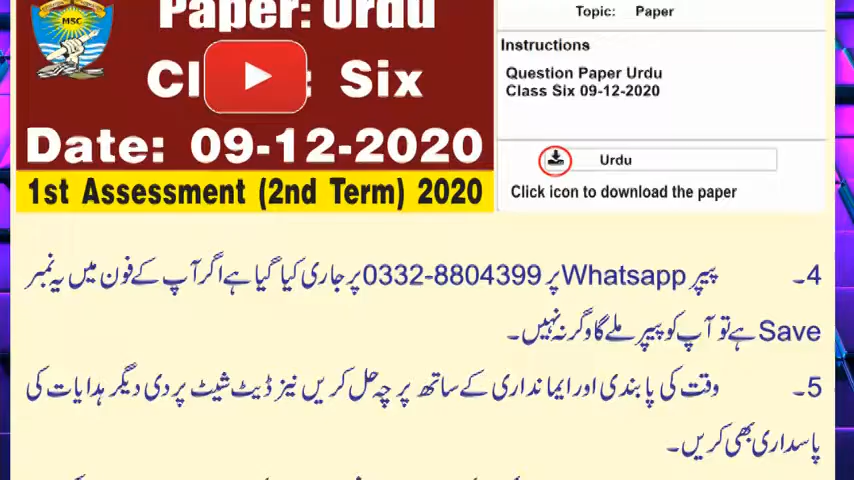 MSC
Paper: Urdu
Topic: Paper
Instructions
Question Paper Urdu
Class Six 09-12-2020
Six
Date: 09-12-2020
Urdu
1st Assessment (2nd Term) 2020
Click icon to download the paper
4۔ پیپر Whatsapp پر 0332-8804399 پر جاری کیا گیا ہے اگر آپ کے فون میں یہ نمبر
Save ہے تو آپ کو پیپر ملے گا وگرنہ نہیں۔
5۔ وقت کی پابندی اور ایمانداری کے ساتھ پرچہ حل کریں نیز ڈیٹ شیٹ پر دی دیگر ہدایات کی
پاسداری بھی کریں۔